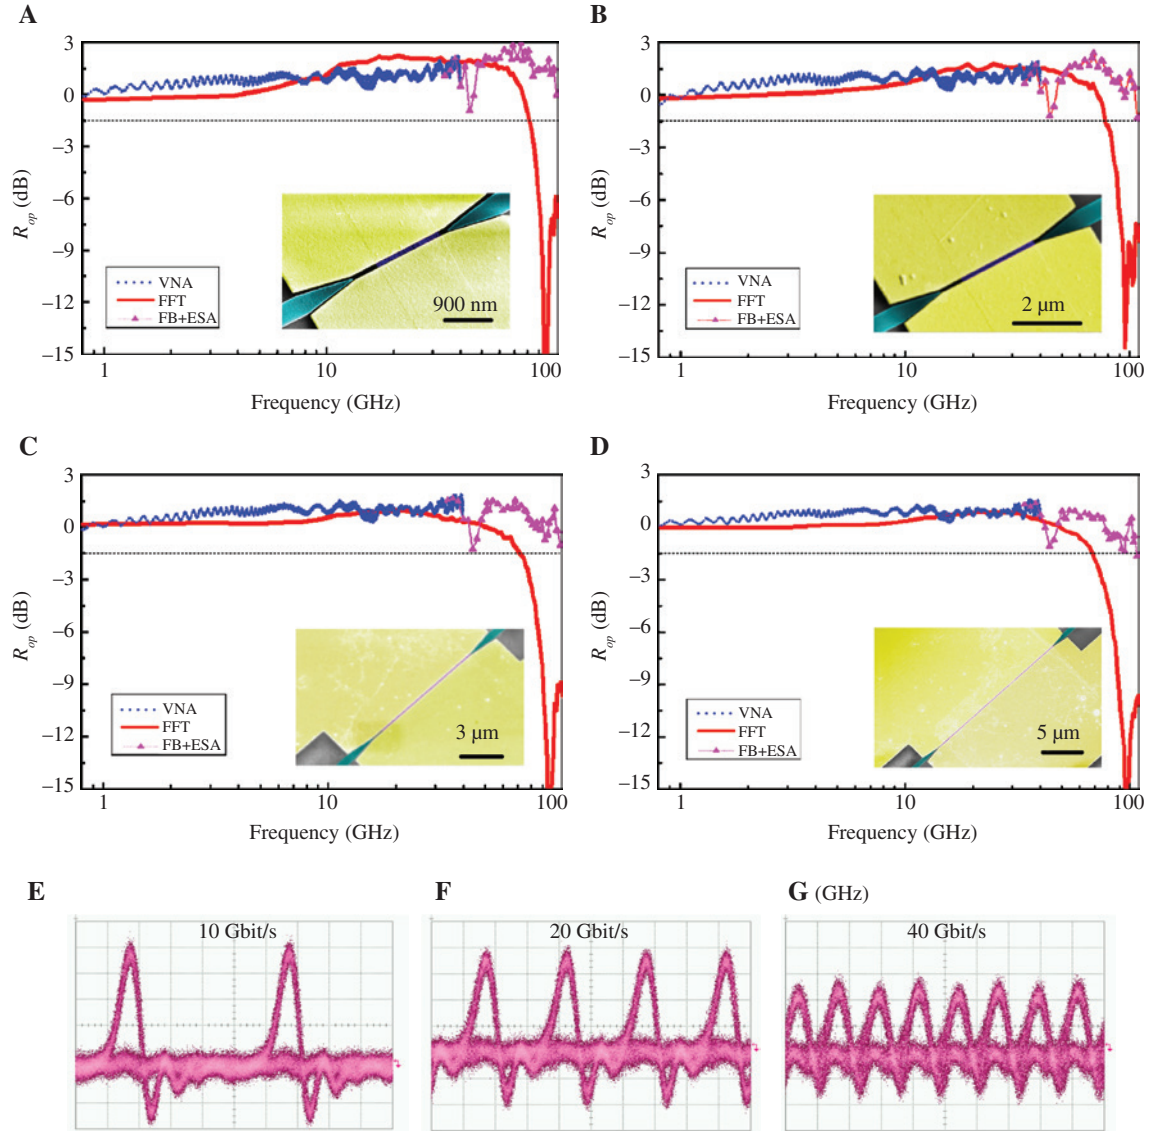 A
3
0
−3
−6
−9
−12
−15
R_op (dB)
VNA
FFT
FB+ESA
900 nm
1
10
100
Frequency (GHz)
B
3
0
−3
−6
−9
−12
−15
R_op (dB)
VNA
FFT
FB+ESA
2 µm
1
10
100
Frequency (GHz)
C
3
0
−3
−6
−9
−12
−15
R_op (dB)
VNA
FFT
FB+ESA
3 µm
1
10
100
Frequency (GHz)
D
3
0
−3
−6
−9
−12
−15
R_op (dB)
VNA
FFT
FB+ESA
5 µm
1
10
100
Frequency (GHz)
E
10 Gbit/s
F
20 Gbit/s
G (GHz)
40 Gbit/s